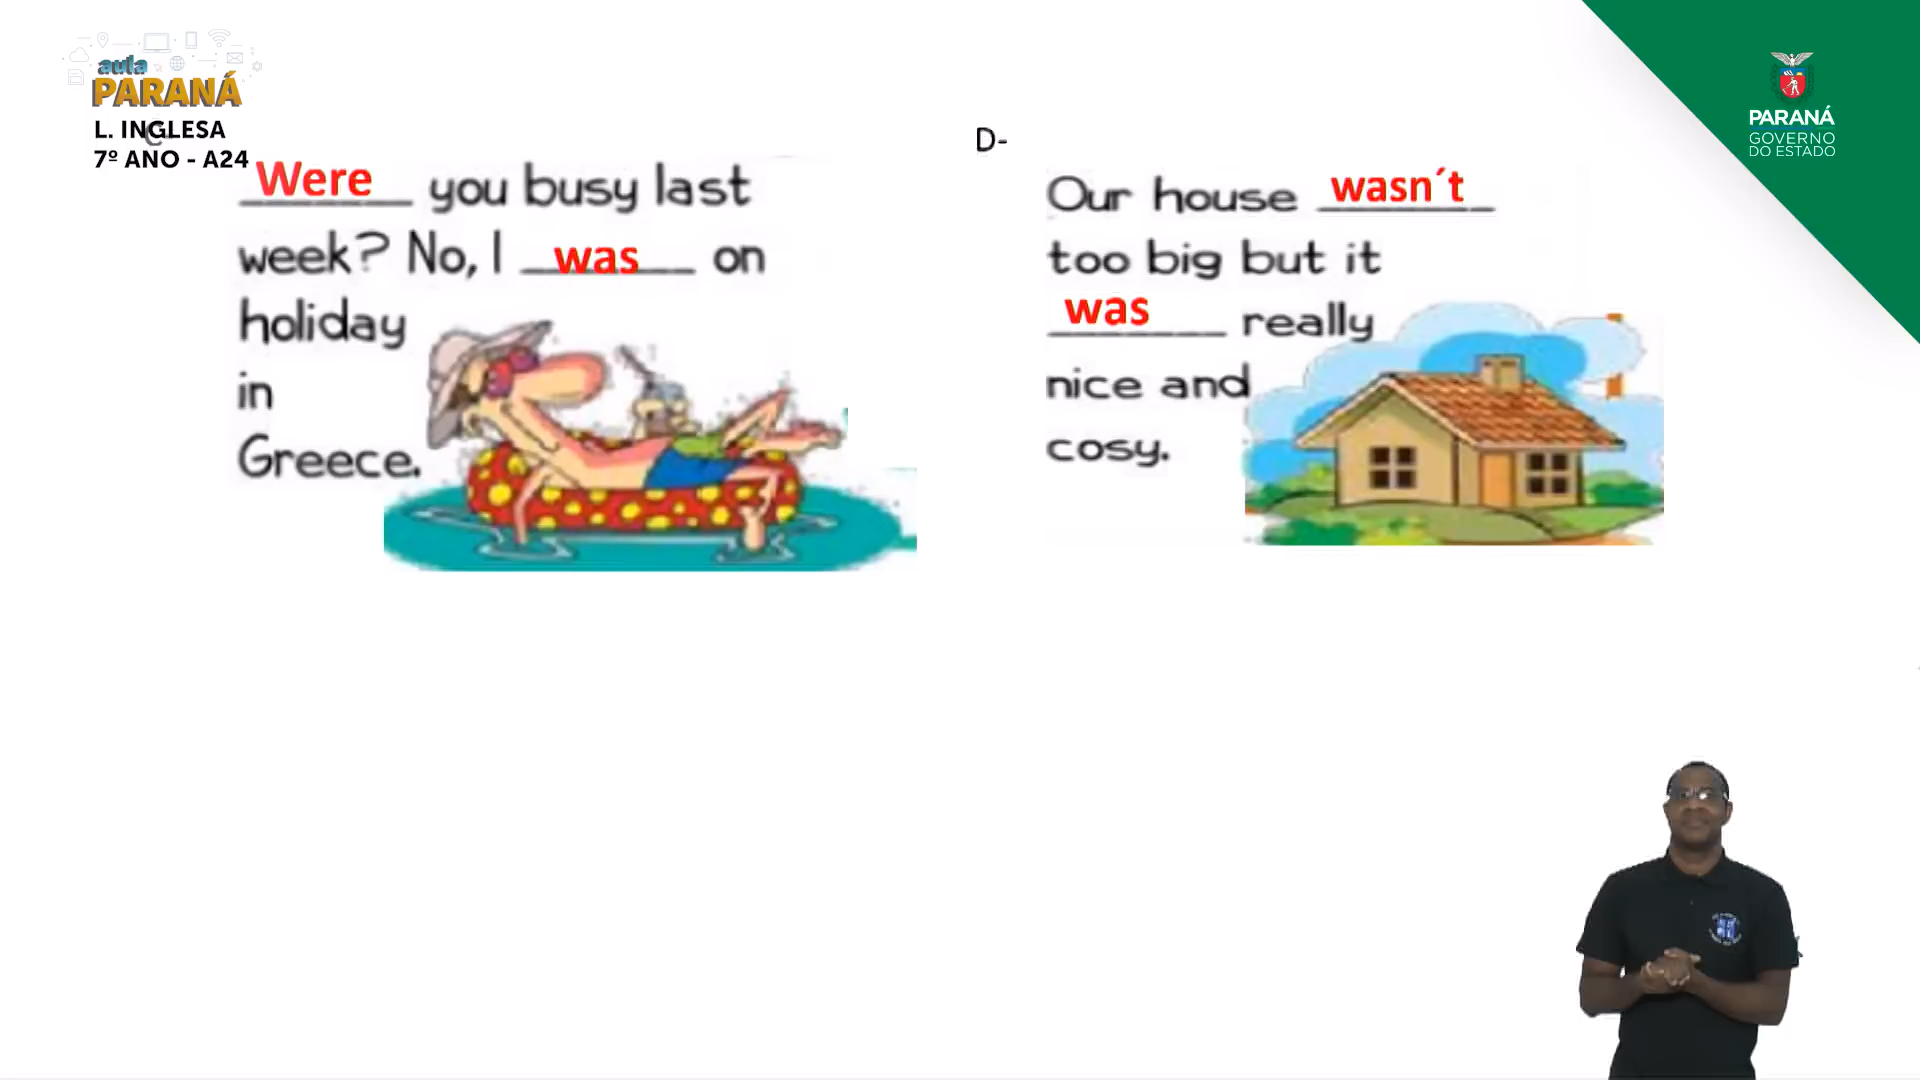 aula
PARANÁ
L. INGLESA
7º ANO - A24
C-
Were you busy last
week? No, I was on
holiday
in
Greece.
D-
Our house wasn´t
too big but it
was really
nice and
cosy.
PARANÁ
GOVERNO
DO ESTADO